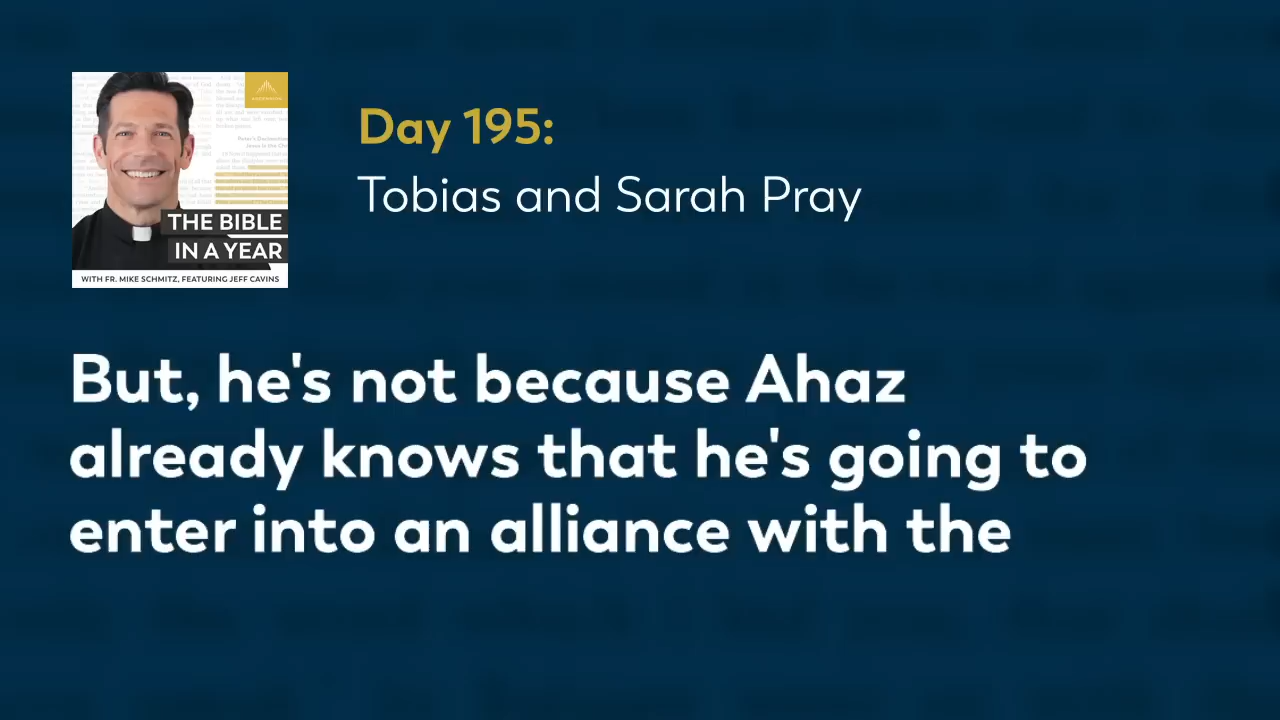 Day 195:
Tobias and Sarah Pray
THE BIBLE
IN A YEAR
WITH FR. MIKE SCHMITZ, FEATURING JEFF CAVINS
But, he's not because Ahaz
already knows that he's going to
enter into an alliance with the